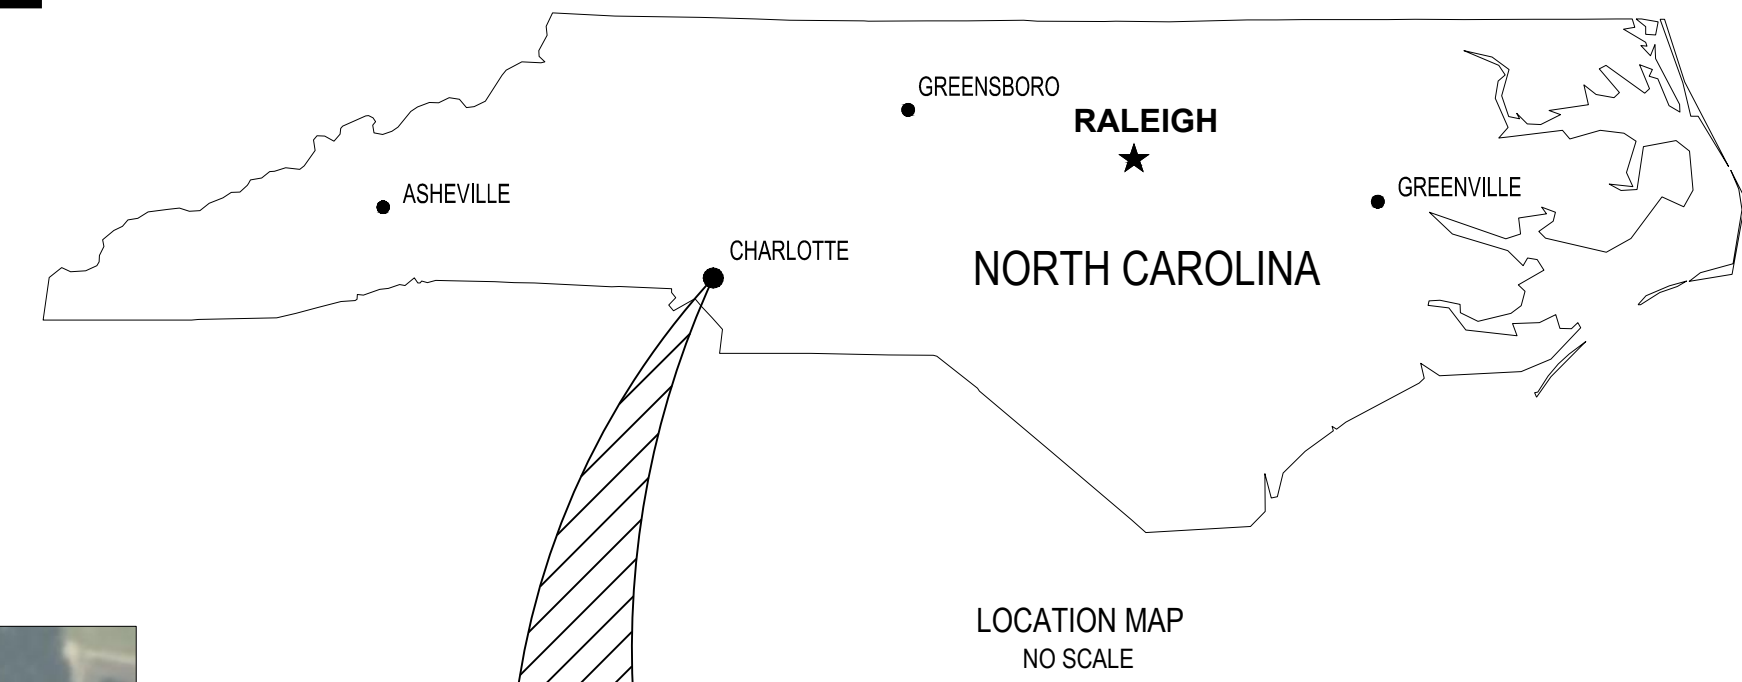 GREENSBORO
RALEIGH
ASHEVILLE
GREENVILLE
CHARLOTTE
NORTH CAROLINA
LOCATION MAP
NO SCALE